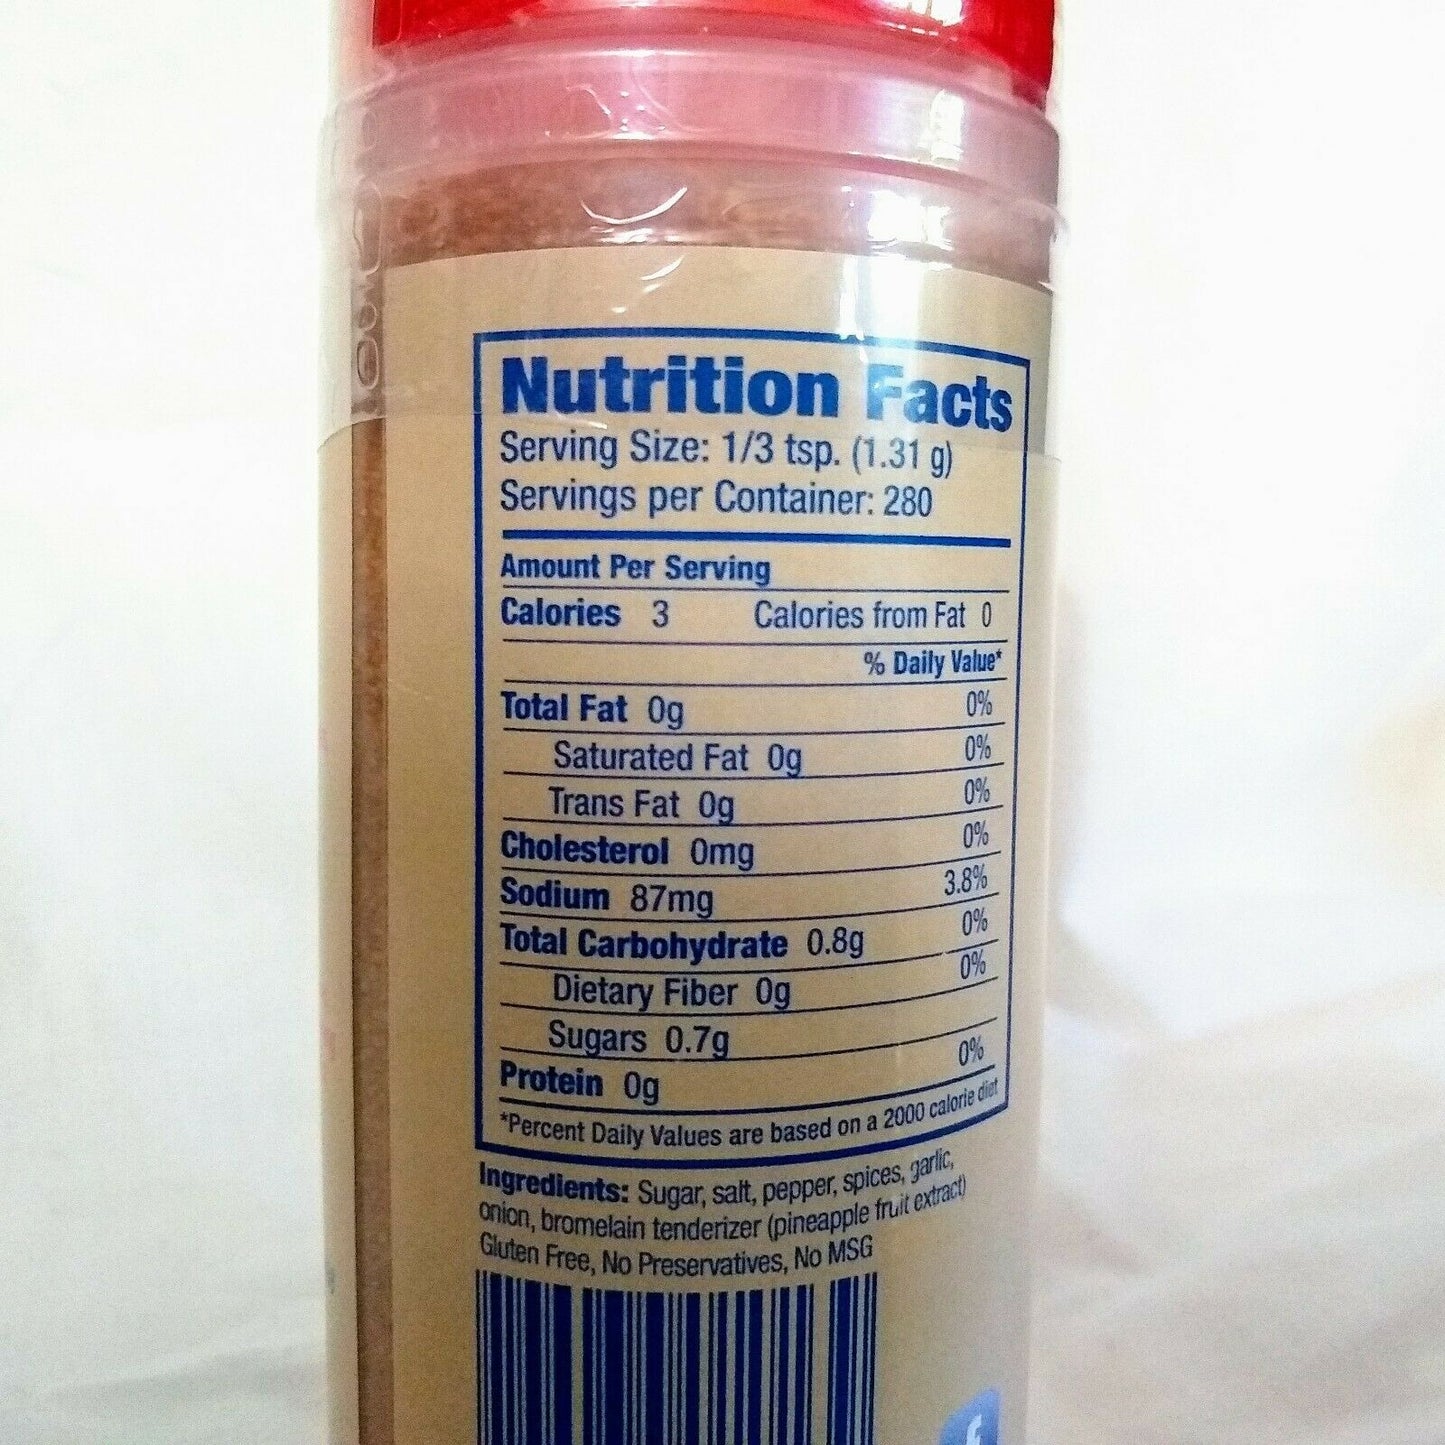 Nutrition Facts
Serving Size: 1/3 tsp. (1.31 g)
Servings per Container: 280
Amount Per Serving
Calories 3 Calories from Fat 0
% Daily Value*
Total Fat 0g 0%
Saturated Fat 0g 0%
Trans Fat 0g 0%
Cholesterol 0mg 0%
Sodium 87mg 3.8%
Total Carbohydrate 0.8g 0%
Dietary Fiber 0g 0%
Sugars 0.7g
Protein 0g 0%
*Percent Daily Values are based on a 2000 calorie diet
Ingredients: Sugar, salt, pepper, spices, garlic,
onion, bromelain tenderizer (pineapple fruit extract)
Gluten Free, No Preservatives, No MSG
f